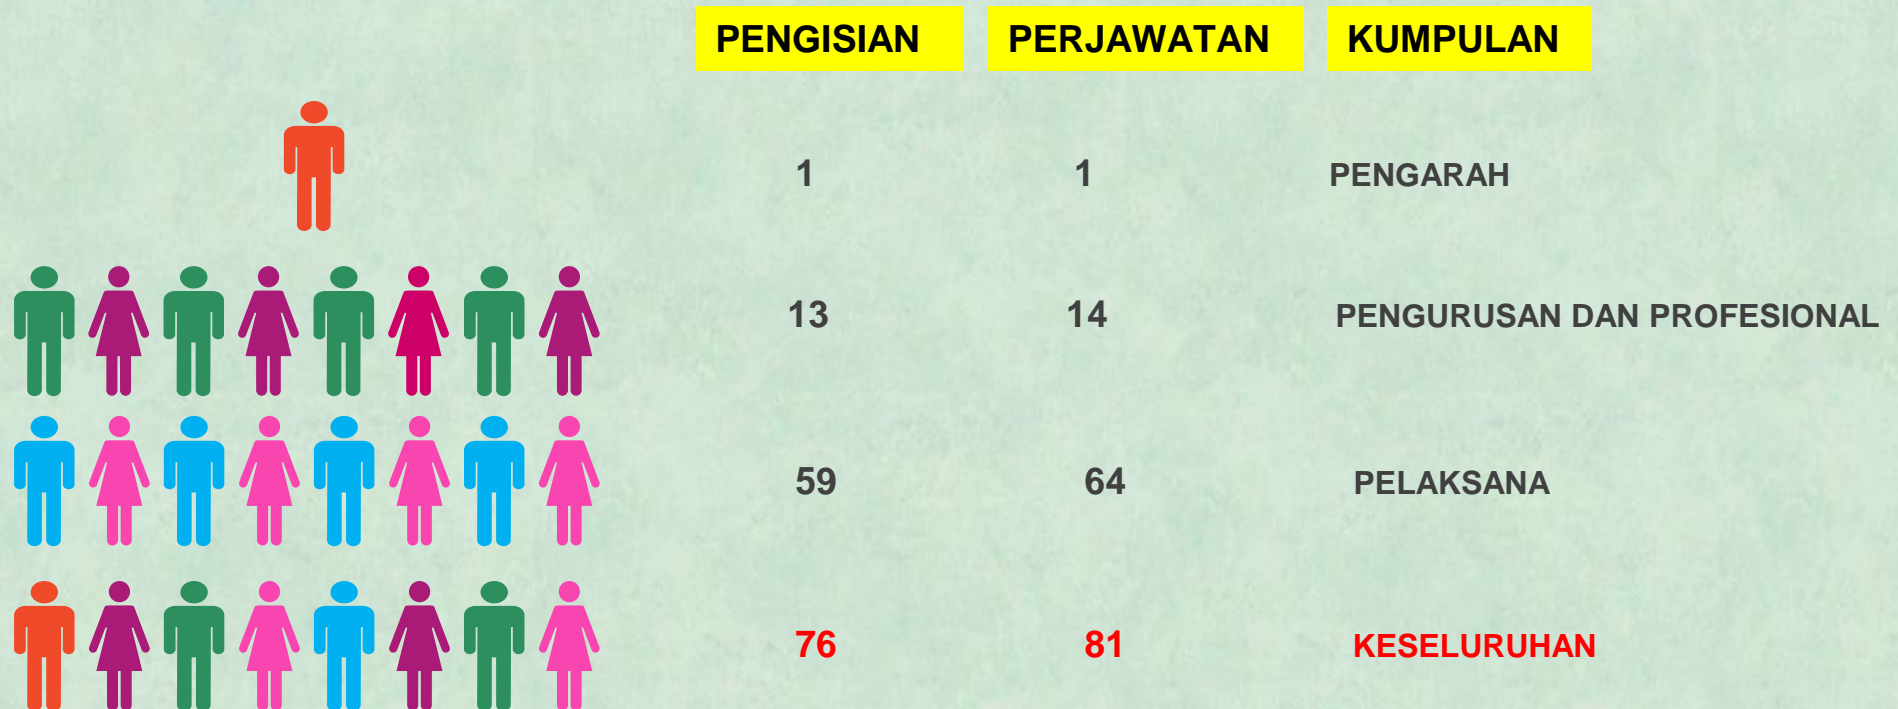 PENGISIAN PERJAWATAN KUMPULAN
1 1 PENGARAH
13 14 PENGURUSAN DAN PROFESIONAL
59 64 PELAKSANA
76 81 KESELURUHAN